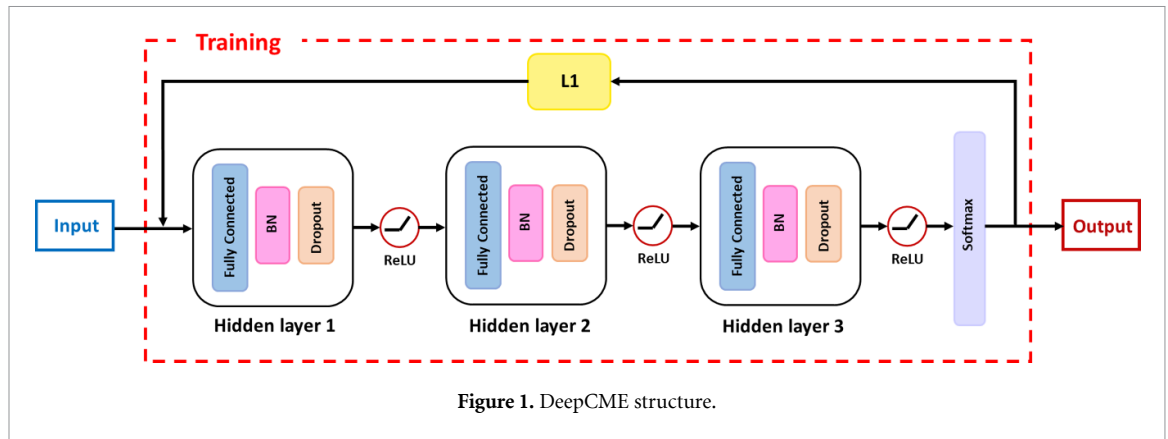 Training
L1
Input
Fully Connected
BN
Dropout
ReLU
Fully Connected
BN
Dropout
ReLU
Fully Connected
BN
Dropout
ReLU
Softmax
Output
Hidden layer 1
Hidden layer 2
Hidden layer 3
Figure 1. DeepCME structure.